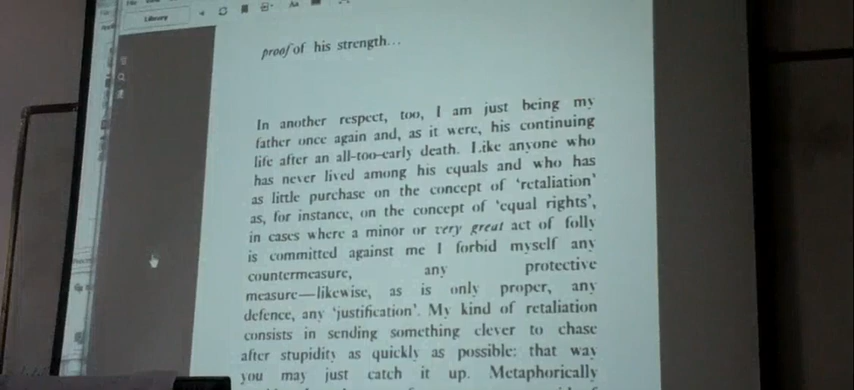 Library
Aa
proof of his strength…
In another respect, too, I am just being my
father once again and, as it were, his continuing
life after an all-too-early death. Like anyone who
has never lived among his equals and who has
as little purchase on the concept of ‘retaliation’
as, for instance, on the concept of ‘equal rights’,
in cases where a minor or very great act of folly
is committed against me I forbid myself any
countermeasure, any protective
measure—likewise, as is only proper, any
defence, any ‘justification’. My kind of retaliation
consists in sending something clever to chase
after stupidity as quickly as possible: that way
you may just catch it up. Metaphorically